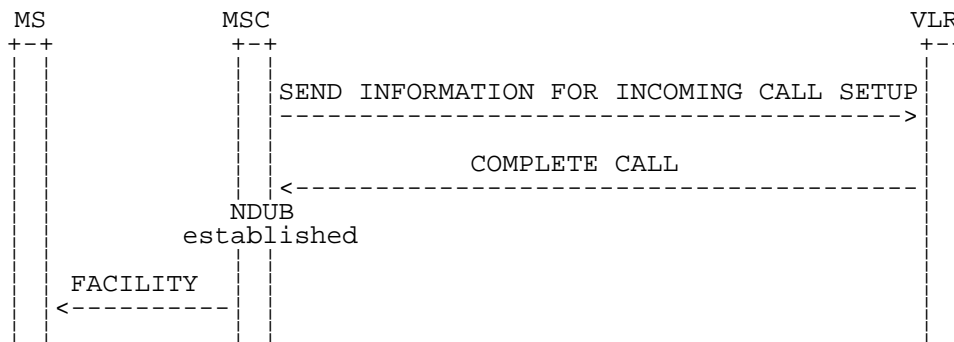 MS MSC VLR
SEND INFORMATION FOR INCOMING CALL SETUP
COMPLETE CALL
NDUB
established
FACILITY